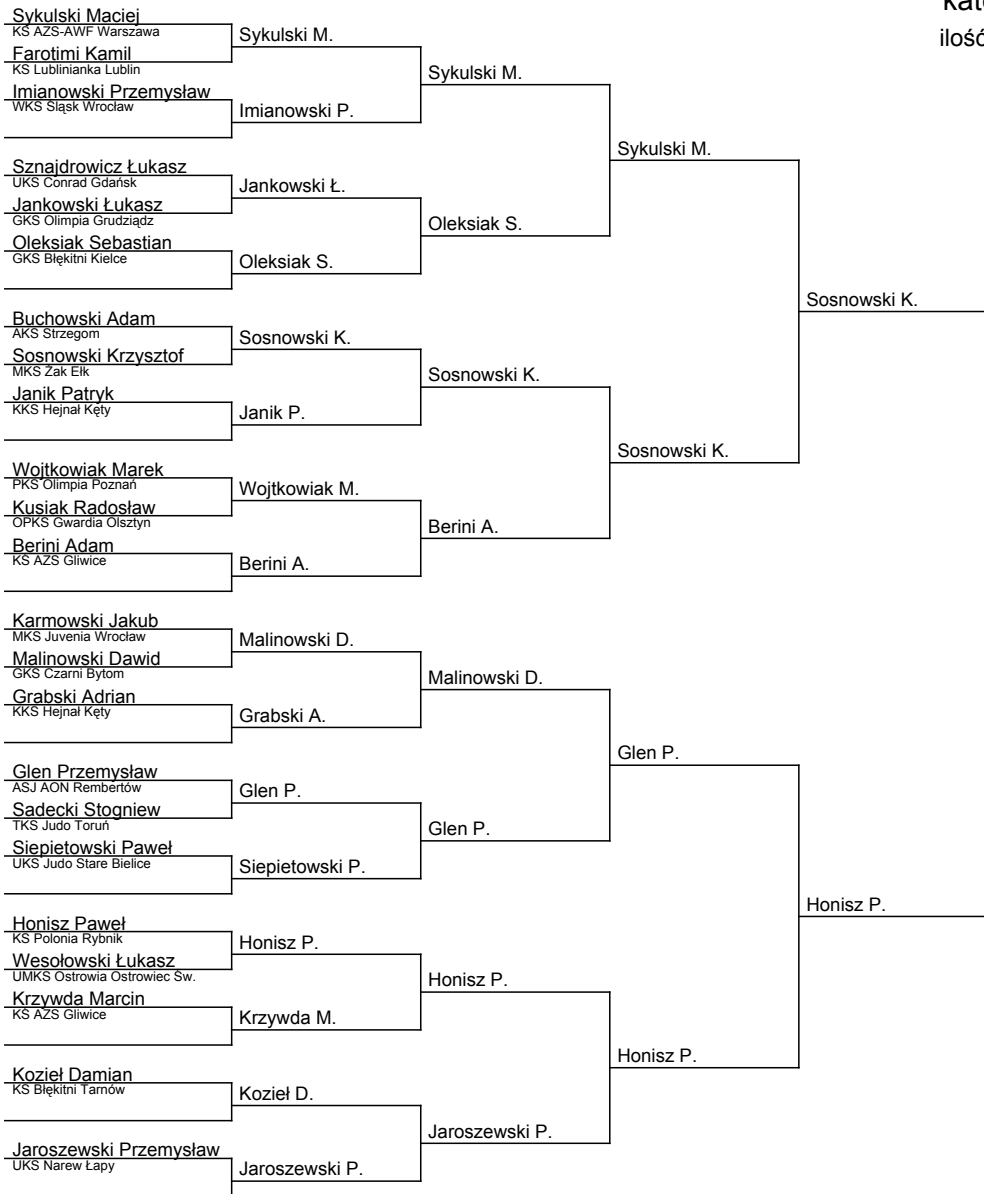 kat
ilość
Sykulski Maciej
KS AZS-AWF Warszawa
Farotimi Kamil
KS Lublinianka Lublin
Imianowski Przemysław
WKS Śląsk Wrocław
Sznajdrowicz Łukasz
UKS Conrad Gdańsk
Jankowski Łukasz
GKS Olimpia Grudziądz
Oleksiak Sebastian
GKS Błękitni Kielce
Buchowski Adam
AKS Strzegom
Sosnowski Krzysztof
MKS Żak Ełk
Janik Patryk
KKS Hejnał Kęty
Wojtkowiak Marek
PKS Olimpia Poznań
Kusiak Radosław
OPKS Gwardia Olsztyn
Berini Adam
KS AZS Gliwice
Karmowski Jakub
MKS Juvenia Wrocław
Malinowski Dawid
GKS Czarni Bytom
Grabski Adrian
KKS Hejnał Kęty
Glen Przemysław
ASJ AON Rembertów
Sadecki Stogniew
TKS Judo Toruń
Siepietowski Paweł
UKS Judo Stare Bielice
Honisz Paweł
KS Polonia Rybnik
Wesołowski Łukasz
UMKS Ostrowia Ostrowiec Św.
Krzywda Marcin
KS AZS Gliwice
Kozieł Damian
KS Błękitni Tarnów
Jaroszewski Przemysław
UKS Narew Łapy
Sykulski M.
Imianowski P.
Jankowski Ł.
Oleksiak S.
Sosnowski K.
Janik P.
Wojtkowiak M.
Berini A.
Malinowski D.
Grabski A.
Glen P.
Siepietowski P.
Honisz P.
Krzywda M.
Kozieł D.
Jaroszewski P.
Sykulski M.
Oleksiak S.
Sosnowski K.
Berini A.
Malinowski D.
Glen P.
Honisz P.
Jaroszewski P.
Sykulski M.
Sosnowski K.
Glen P.
Honisz P.
Sosnowski K.
Honisz P.